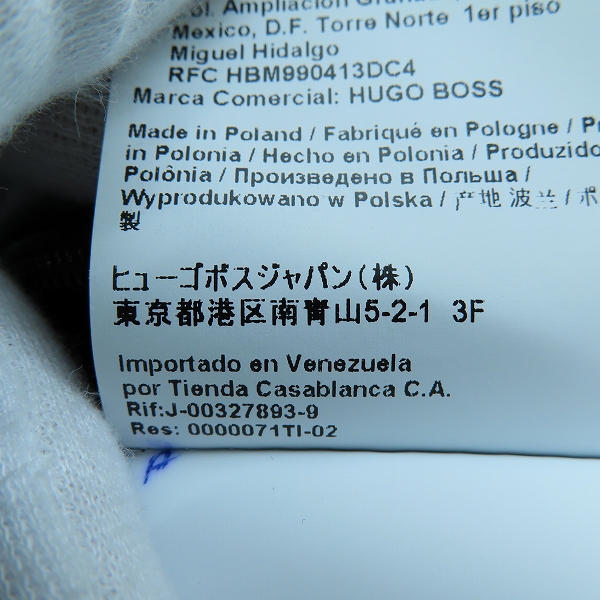 Ampliación
Mexico, D.F. Torre Norte 1er piso
Miguel Hidalgo
RFC HBM990413DC4
Marca Comercial: HUGO BOSS
Made in Poland / Fabriqué en Pologne /
in Polonia / Hecho en Polonia / Produzido
Polônia / Произведено в Польша /
Wyprodukowano w Polska / 产地 波兰 / ポ
製
ヒューゴボスジャパン(株)
東京都港区南青山5-2-1 3F
Importado en Venezuela
por Tienda Casablanca C.A.
Rif:J-00327893-9
Res: 0000071TI-02